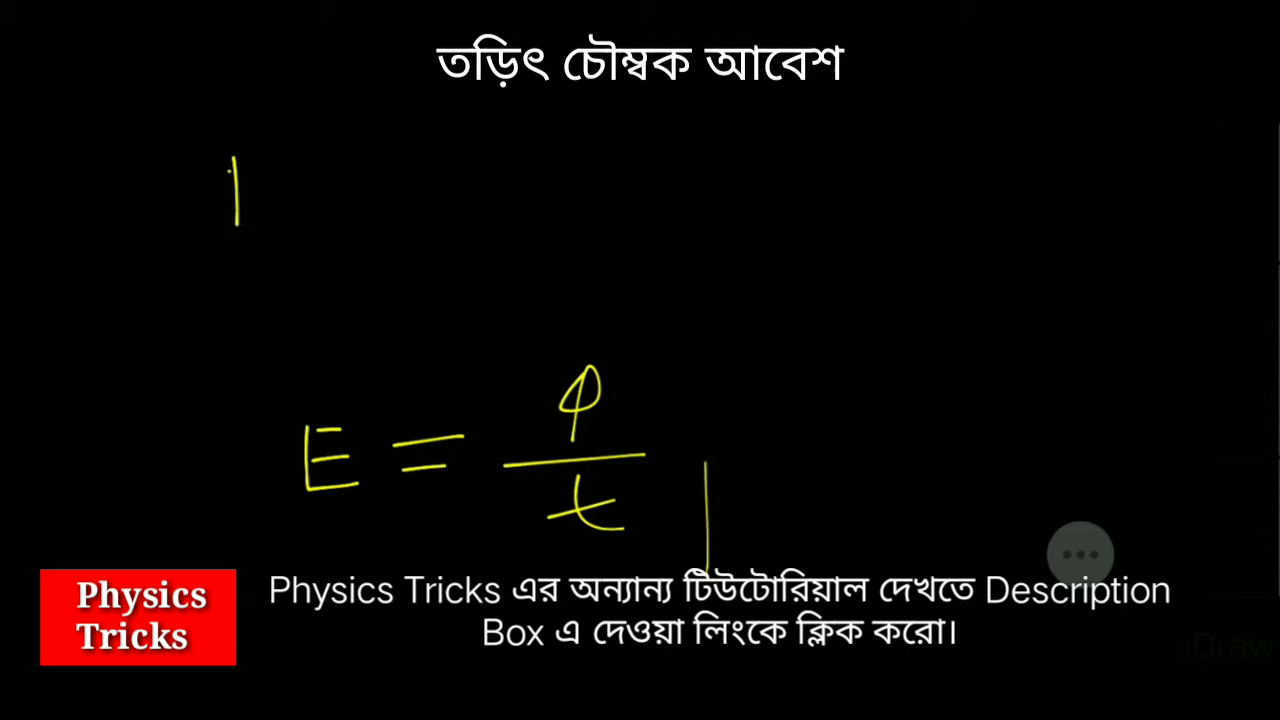 তড়িৎ চৌম্বক আবেশ
E = φ/t
Physics
Tricks
Physics Tricks এর অন্যান্য টিউটোরিয়াল দেখতে Description
Box এ দেওয়া লিংকে ক্লিক করো।